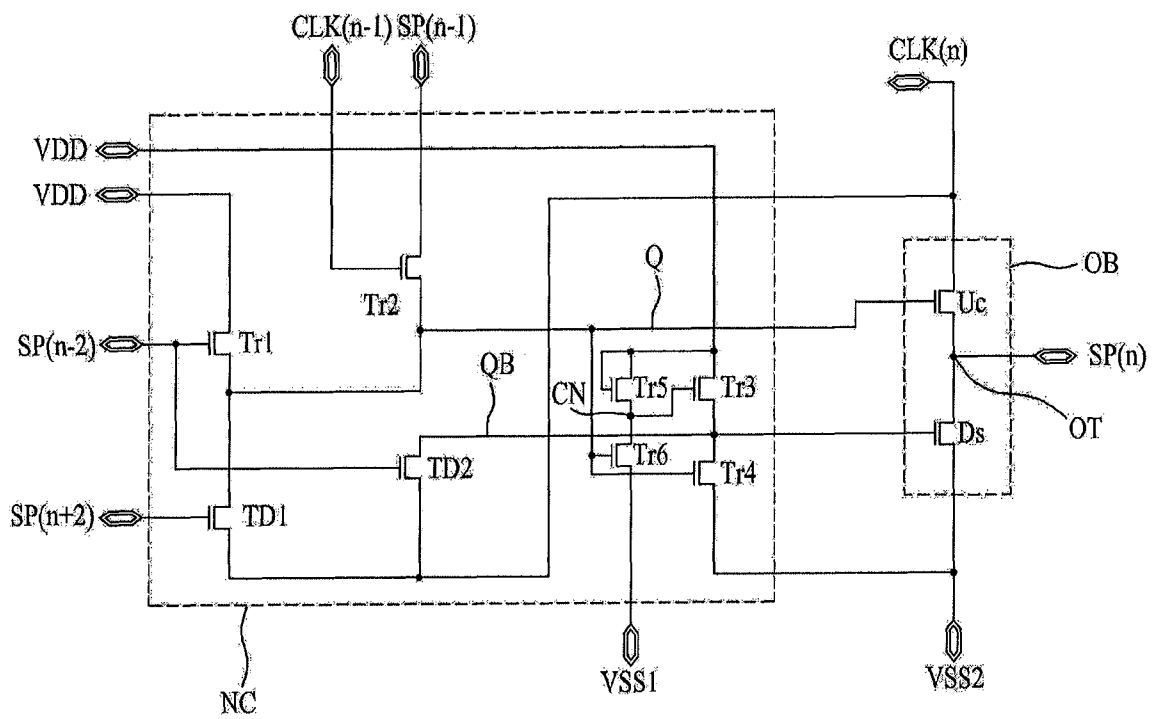 CLK(n-1) SP(n-1)
CLK(n)
VDD
VDD
Tr2
Q
OB
Uc
SP(n-2)
Tr1
SP(n)
QB
CN
Tr5
Tr3
OT
Ds
TD2
Tr6
Tr4
SP(n+2)
TD1
VSS1
VSS2
NC